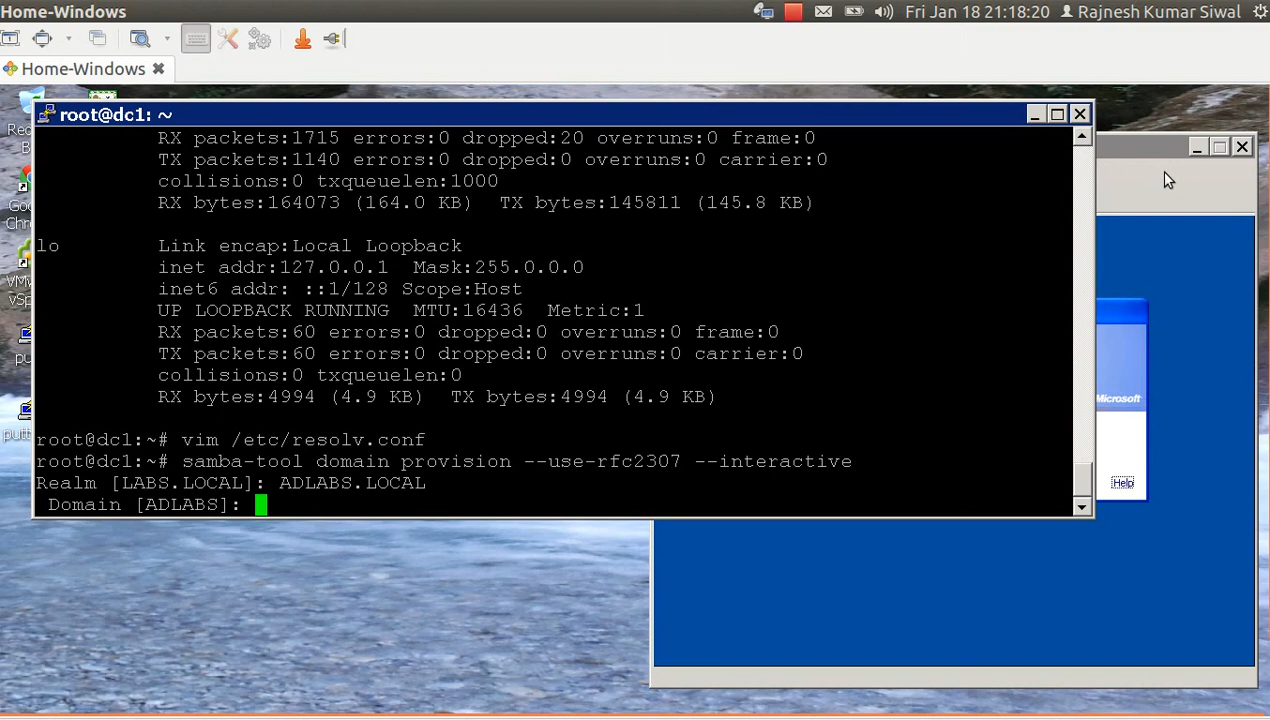 Home-Windows
Fri Jan 18 21:18:20
Rajnesh Kumar Siwal
Home-Windows
root@dc1: ~
RX packets:1715 errors:0 dropped:20 overruns:0 frame:0
TX packets:1140 errors:0 dropped:0 overruns:0 carrier:0
collisions:0 txqueuelen:1000
RX bytes:164073 (164.0 KB)  TX bytes:145811 (145.8 KB)
lo        Link encap:Local Loopback
inet addr:127.0.0.1  Mask:255.0.0.0
inet6 addr: ::1/128 Scope:Host
UP LOOPBACK RUNNING  MTU:16436  Metric:1
RX packets:60 errors:0 dropped:0 overruns:0 frame:0
TX packets:60 errors:0 dropped:0 overruns:0 carrier:0
collisions:0 txqueuelen:0
RX bytes:4994 (4.9 KB)  TX bytes:4994 (4.9 KB)
root@dc1:~# vim /etc/resolv.conf
root@dc1:~# samba-tool domain provision --use-rfc2307 --interactive
Realm [LABS.LOCAL]: ADLABS.LOCAL
Domain [ADLABS]:
Microsoft
Help